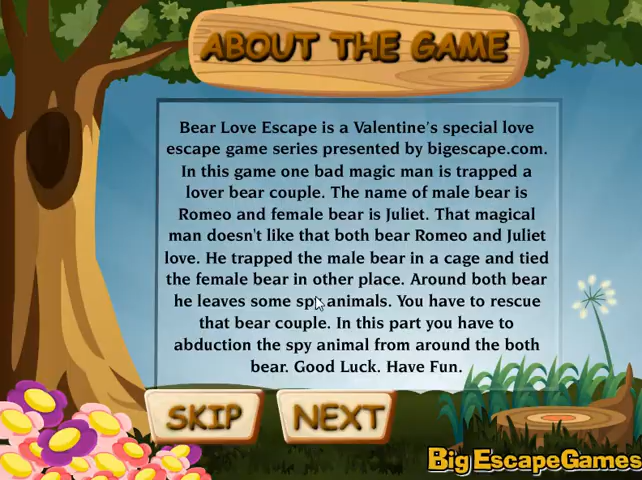 ABOUT THE GAME
Bear Love Escape is a Valentine's special love
escape game series presented by bigescape.com.
In this game one bad magic man is trapped a
lover bear couple. The name of male bear is
Romeo and female bear is Juliet. That magical
man doesn't like that both bear Romeo and Juliet
love. He trapped the male bear in a cage and tied
the female bear in other place. Around both bear
he leaves some spy animals. You have to rescue
that bear couple. In this part you have to
abduction the spy animal from around the both
bear. Good Luck. Have Fun.
SKIP NEXT
BigEscapeGames